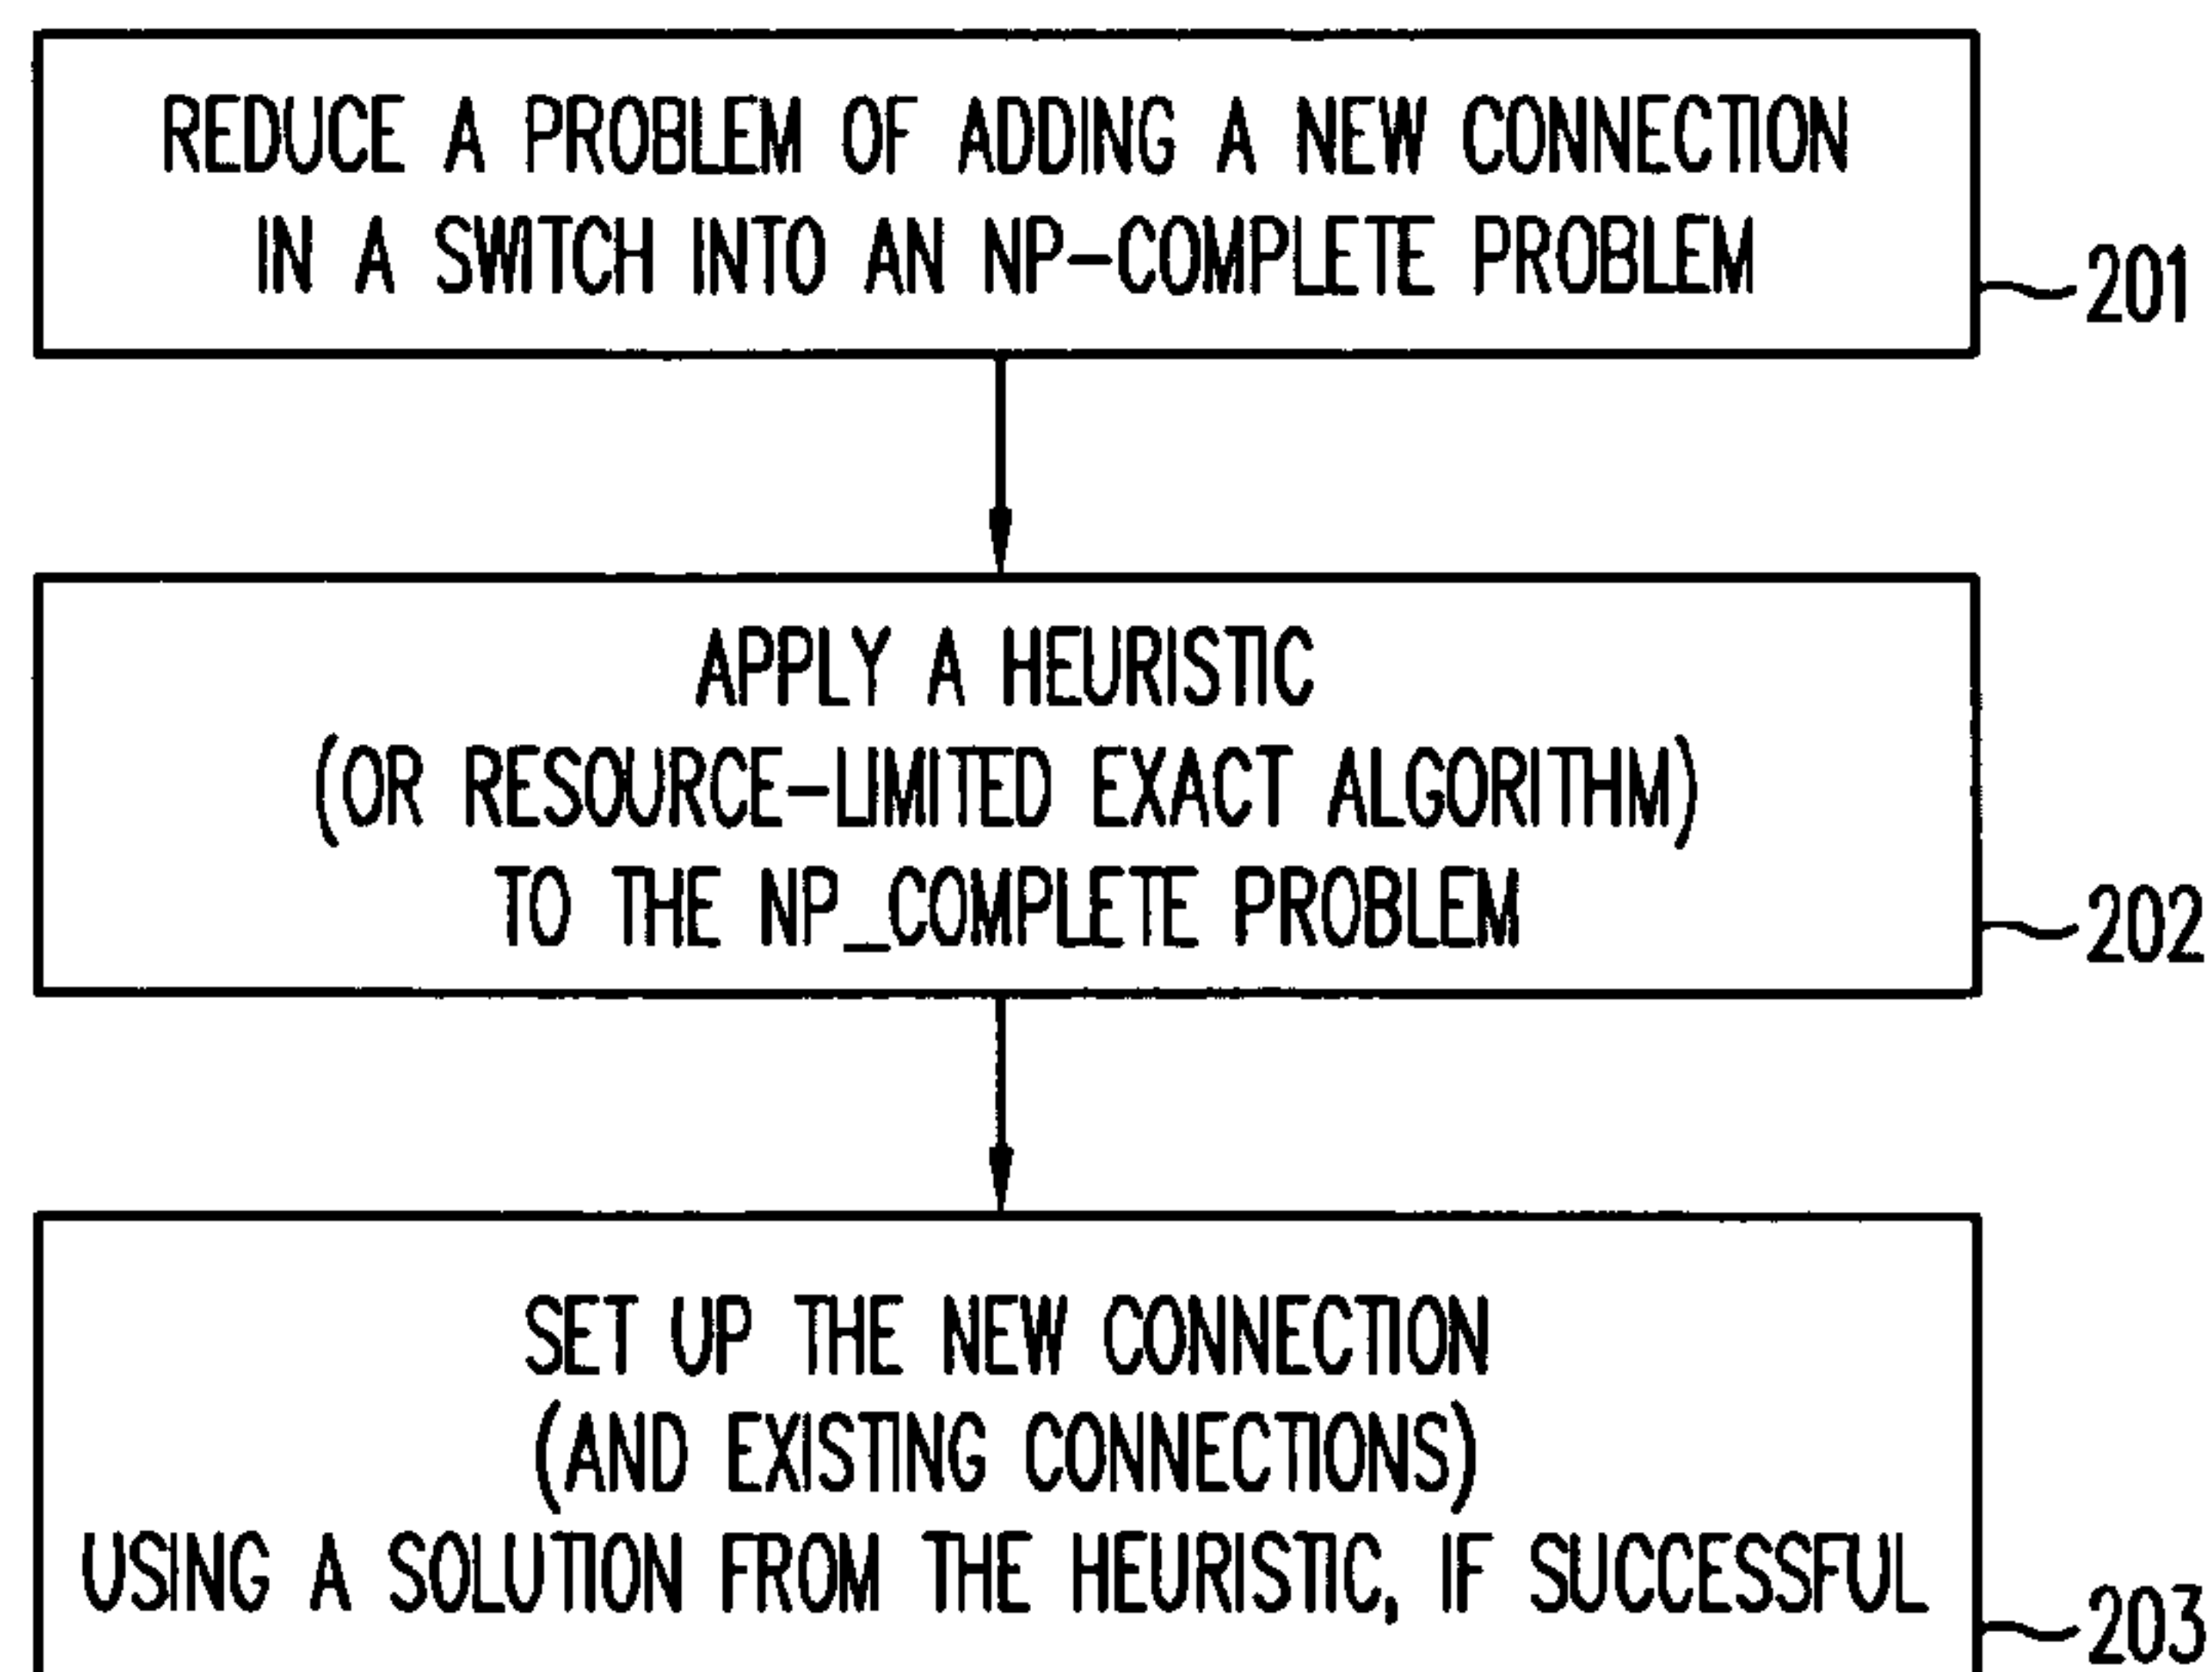 REDUCE A PROBLEM OF ADDING A NEW CONNECTION
IN A SWITCH INTO AN NP-COMPLETE PROBLEM
201
APPLY A HEURISTIC
(OR RESOURCE-LIMITED EXACT ALGORITHM)
TO THE NP_COMPLETE PROBLEM
202
SET UP THE NEW CONNECTION
(AND EXISTING CONNECTIONS)
USING A SOLUTION FROM THE HEURISTIC, IF SUCCESSFUL
203